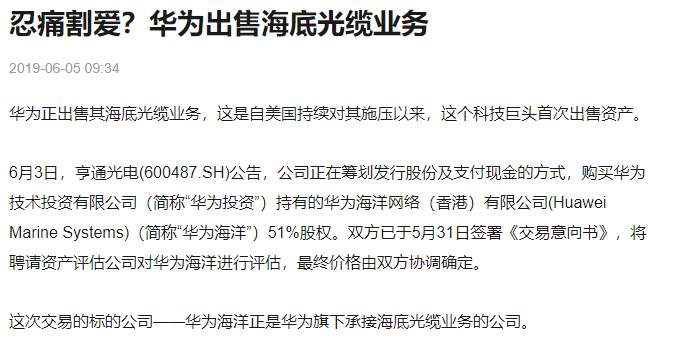 忍痛割爱？华为出售海底光缆业务
2019-06-05 09:34
华为正出售其海底光缆业务，这是自美国持续对其施压以来，这个科技巨头首次出售资产。
6月3日，亨通光电(600487.SH)公告，公司正在筹划发行股份及支付现金的方式，购买华为
技术投资有限公司（简称“华为投资”）持有的华为海洋网络（香港）有限公司(Huawei
Marine Systems)（简称“华为海洋”）51%股权。双方已于5月31日签署《交易意向书》，将
聘请资产评估公司对华为海洋进行评估，最终价格由双方协调确定。
这次交易的标的公司——华为海洋正是华为旗下承接海底光缆业务的公司。